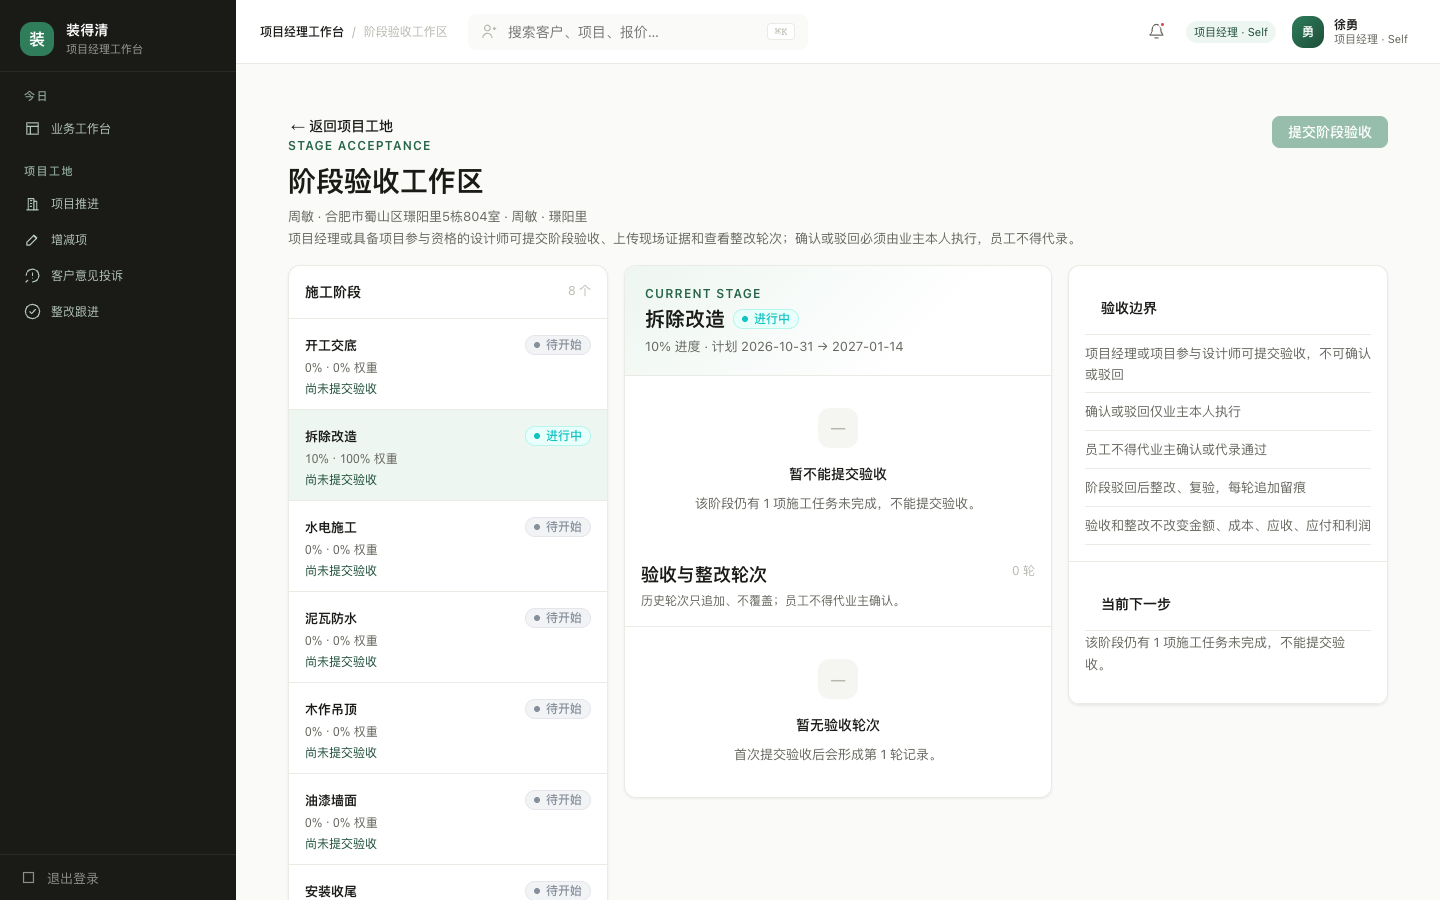 装
装得清
项目经理工作台
今日
业务工作台
项目工地
项目推进
增减项
客户意见投诉
整改跟进
退出登录
项目经理工作台 / 阶段验收工作区
搜索客户、项目、报价...
⌘K
项目经理 · Self
勇
徐勇
项目经理 · Self
← 返回项目工地
提交阶段验收
STAGE ACCEPTANCE
阶段验收工作区
周敏 · 合肥市蜀山区璟阳里5栋804室 · 周敏 · 璟阳里
项目经理或具备项目参与资格的设计师可提交阶段验收、上传现场证据和查看整改轮次；确认或驳回必须由业主本人执行，员工不得代录。
施工阶段
8 个
开工交底
待开始
0% · 0% 权重
尚未提交验收
拆除改造
进行中
10% · 100% 权重
尚未提交验收
水电施工
待开始
0% · 0% 权重
尚未提交验收
泥瓦防水
待开始
0% · 0% 权重
尚未提交验收
木作吊顶
待开始
0% · 0% 权重
尚未提交验收
油漆墙面
待开始
0% · 0% 权重
尚未提交验收
安装收尾
待开始
CURRENT STAGE
拆除改造
进行中
10% 进度 · 计划 2026-10-31 → 2027-01-14
暂不能提交验收
该阶段仍有 1 项施工任务未完成，不能提交验收。
验收与整改轮次
0 轮
历史轮次只追加、不覆盖；员工不得代业主确认。
暂无验收轮次
首次提交验收后会形成第 1 轮记录。
验收边界
项目经理或项目参与设计师可提交验收，不可确认
或驳回
确认或驳回仅业主本人执行
员工不得代业主确认或代录通过
阶段驳回后整改、复验，每轮追加留痕
验收和整改不改变金额、成本、应收、应付和利润
当前下一步
该阶段仍有 1 项施工任务未完成，不能提交验
收。